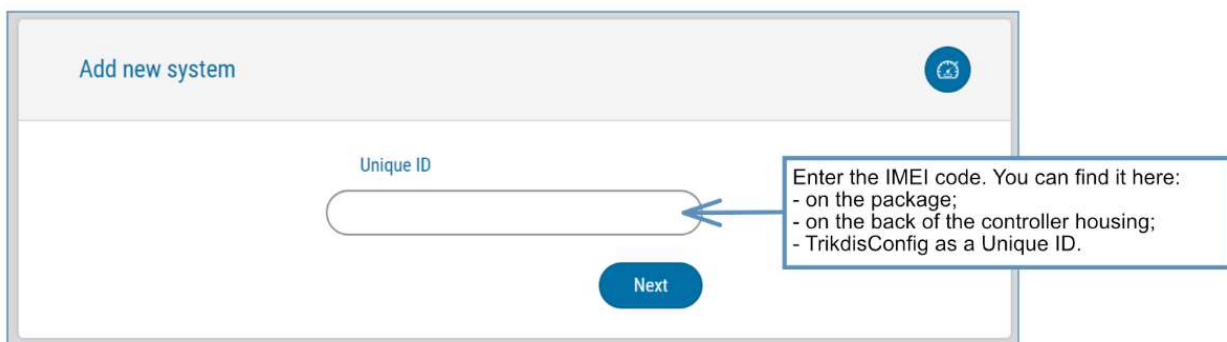 Add new system
Unique ID
Enter the IMEI code. You can find it here:
- on the package;
- on the back of the controller housing;
- TrikdisConfig as a Unique ID.
Next